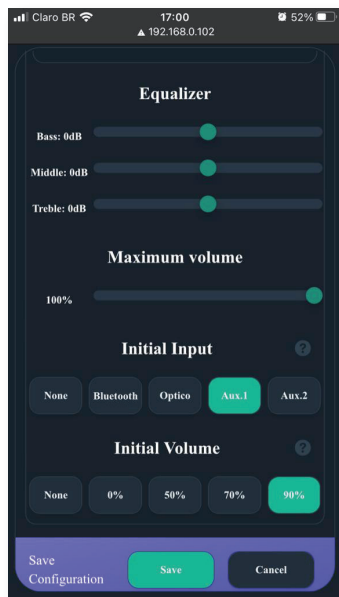 Claro BR 17:00 52%
192.168.0.102
Equalizer
Bass: 0dB
Middle: 0dB
Treble: 0dB
Maximum volume
100%
Initial Input ?
None Bluetooth Optico Aux.1 Aux.2
Initial Volume ?
None 0% 50% 70% 90%
Save
Configuration
Save Cancel